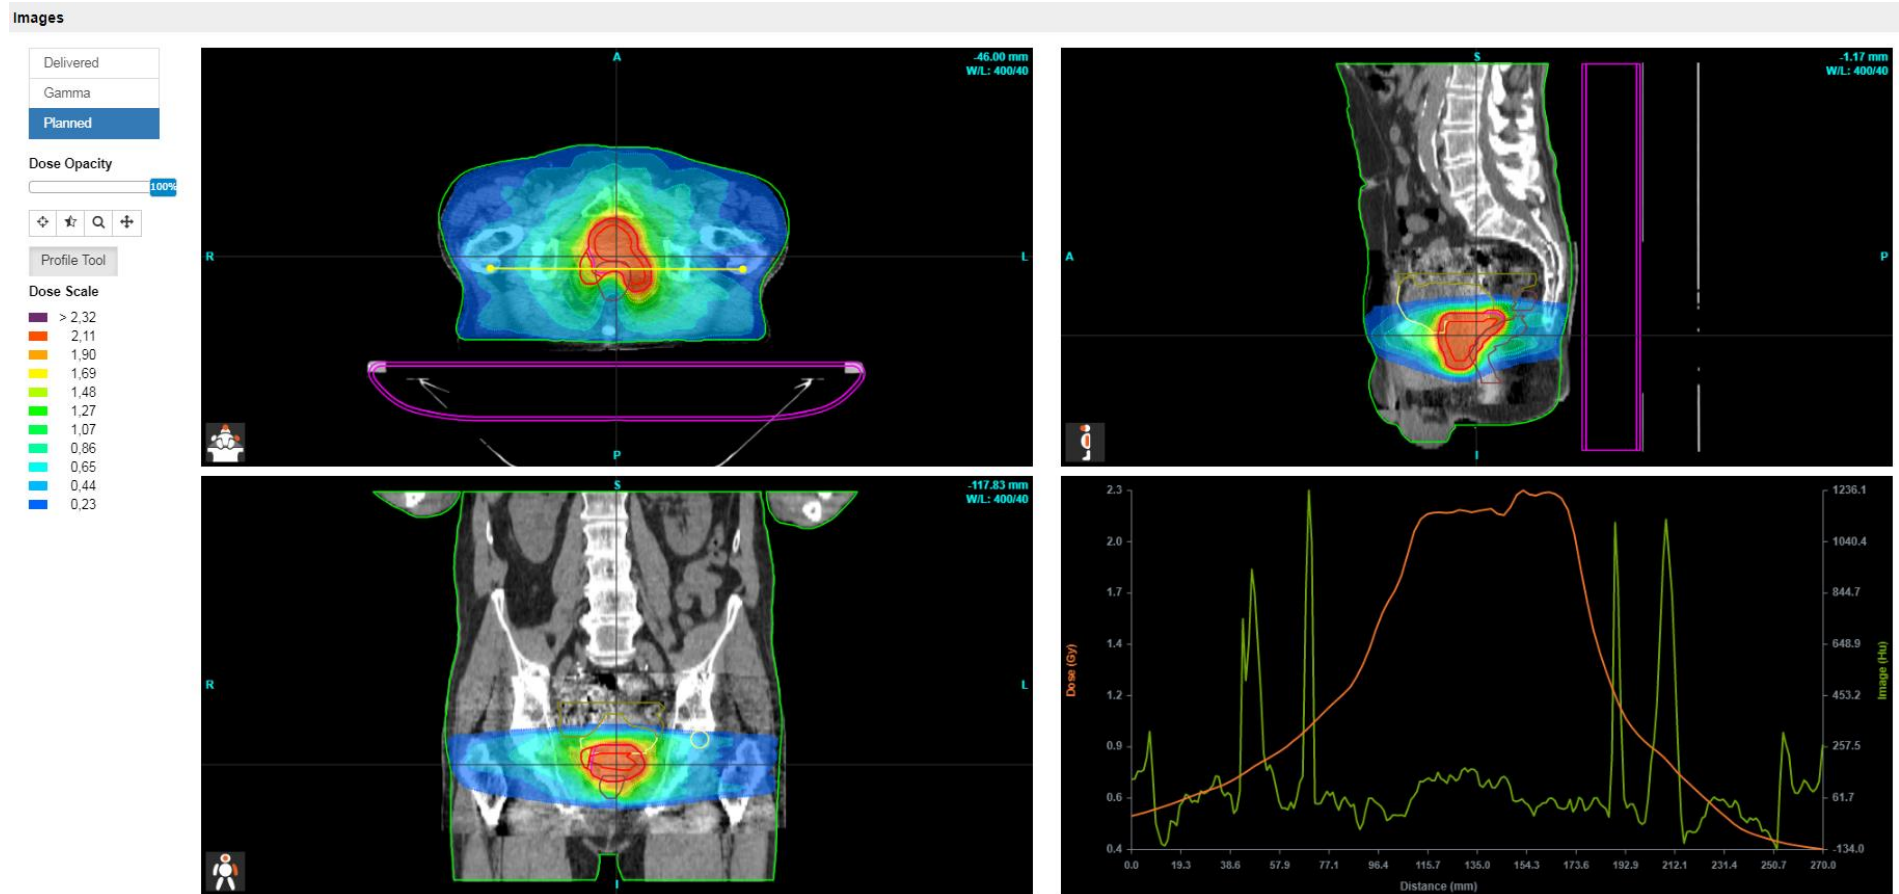 Images
Delivered
Gamma
Planned
Dose Opacity
100%
Profile Tool
Dose Scale
> 2,32
2,11
1,90
1,69
1,48
1,27
1,07
0,86
0,65
0,44
0,23
A
-46.00 mm
W/L: 400/40
R
L
P
S
-1.17 mm
W/L: 400/40
A
P
I
S
-117.83 mm
W/L: 400/40
R
L
I
2.3
2.0
1.7
1.4
1.2
0.9
0.6
0.4
Dose (Gy)
1236.1
1040.4
844.7
648.9
453.2
257.5
61.7
-134.0
Image (Hu)
0.0 19.3 38.6 57.9 77.1 96.4 115.7 135.0 154.3 173.6 192.9 212.1 231.4 250.7 270.0
Distance (mm)